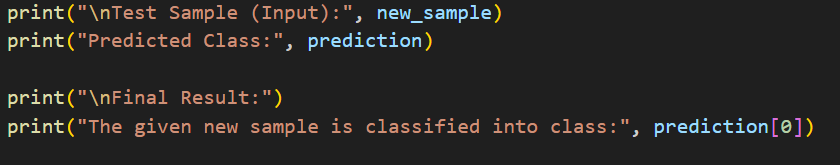 print("\nTest Sample (Input):", new_sample)
print("Predicted Class:", prediction)
print("\nFinal Result:")
print("The given new sample is classified into class:", prediction[0])